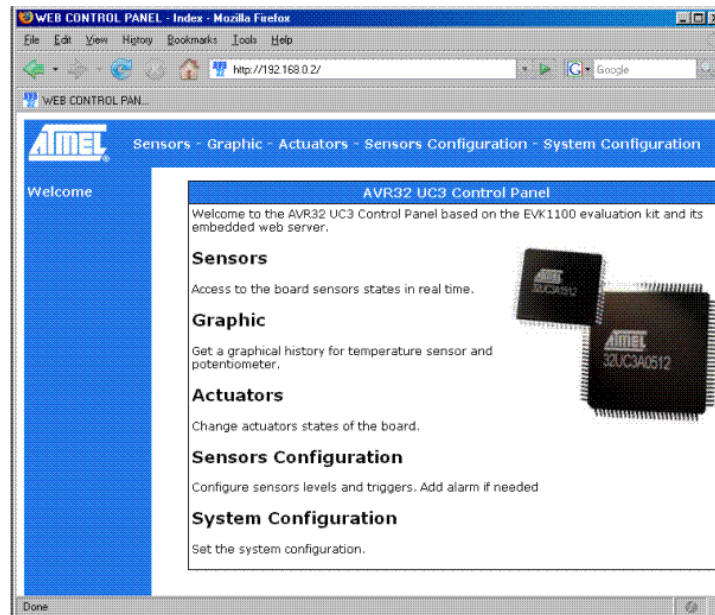 WEB CONTROL PANEL - Index - Mozilla Firefox
File Edit View History Bookmarks Tools Help
http://192.168.0.2/
Google
WEB CONTROL PAN...
ATMEL
Sensors - Graphic - Actuators - Sensors Configuration - System Configuration
Welcome
AVR32 UC3 Control Panel
Welcome to the AVR32 UC3 Control Panel based on the EVK1100 evaluation kit and its
embedded web server.
Sensors
Access to the board sensors states in real time.
ATMEL
32UC3A0512
Graphic
Get a graphical history for temperature sensor and
potentiometer.
ATMEL
32UC3A0512
Actuators
Change actuators states of the board.
Sensors Configuration
Configure sensors levels and triggers. Add alarm if needed
System Configuration
Set the system configuration.
Done